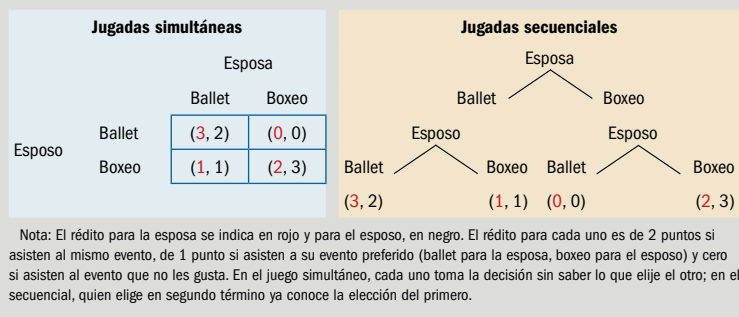 Jugadas simultáneas
Esposa
Ballet Boxeo
Esposo
Ballet (3, 2) (0, 0)
Boxeo (1, 1) (2, 3)
Jugadas secuenciales
Esposa
Ballet Boxeo
Esposo Esposo
Ballet Boxeo Ballet Boxeo
(3, 2) (1, 1) (0, 0) (2, 3)
Nota: El rédito para la esposa se indica en rojo y para el esposo, en negro. El rédito para cada uno es de 2 puntos si
asisten al mismo evento, de 1 punto si asisten a su evento preferido (ballet para la esposa, boxeo para el esposo) y cero
si asisten al evento que no les gusta. En el juego simultáneo, cada uno toma la decisión sin saber lo que elije el otro; en el
secuencial, quien elige en segundo término ya conoce la elección del primero.